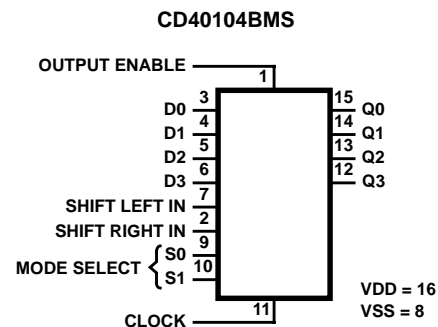 CD40104BMS
OUTPUT ENABLE
1
D0 3 15 Q0
D1 4 14 Q1
D2 5 13 Q2
D3 6 12 Q3
SHIFT LEFT IN 7
SHIFT RIGHT IN 2
MODE SELECT { S0 9
S1 10
VDD = 16
VSS = 8
CLOCK 11